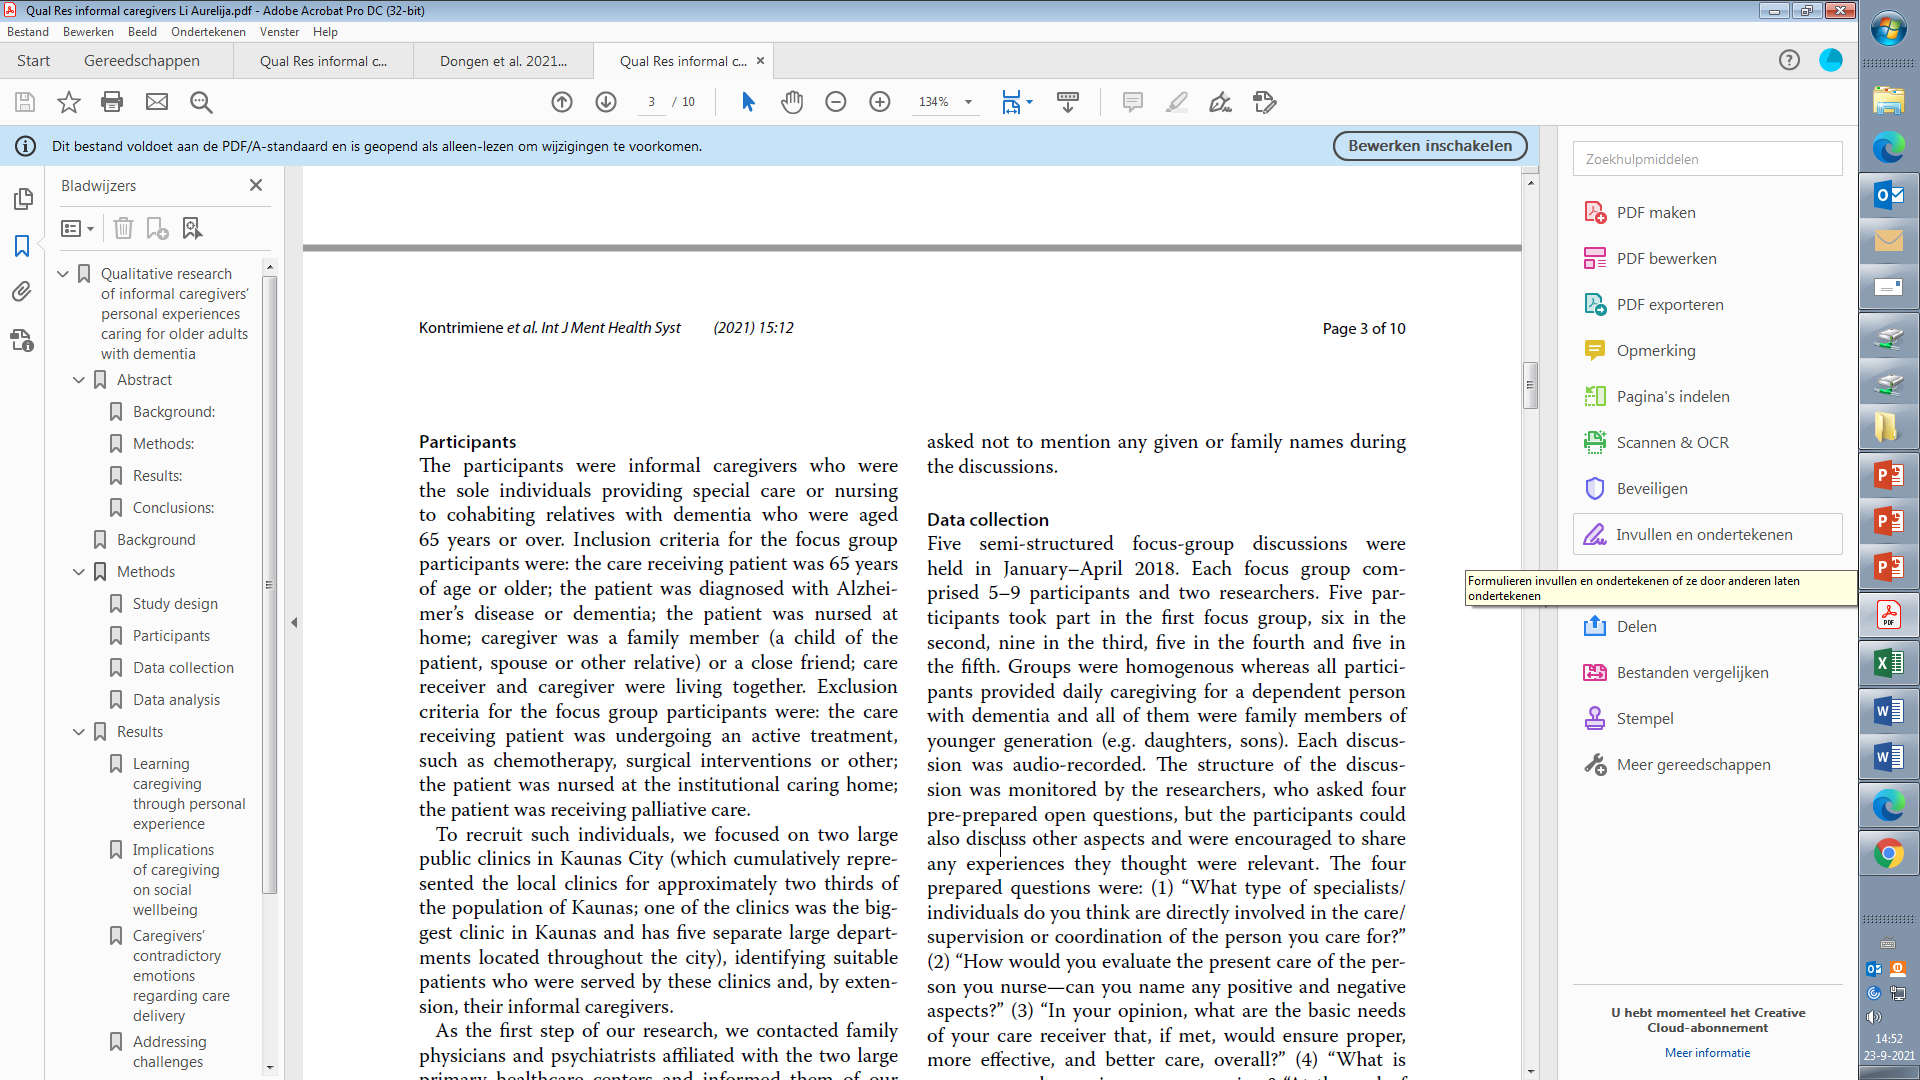 Qual Res informal caregivers Li Aurelija.pdf - Adobe Acrobat Pro DC (32-bit)
Bestand Bewerken Beeld Ondertekenen Venster Help
Start Gereedschappen Qual Res informal c... Dongen et al. 2021... Qual Res informal c...
3 / 10 134%
Dit bestand voldoet aan de PDF/A-standaard en is geopend als alleen-lezen om wijzigingen te voorkomen.
Bewerken inschakelen
Bladwijzers
Qualitative research
of informal caregivers'
personal experiences
caring for older adults
with dementia
Abstract
Background:
Methods:
Results:
Conclusions:
Background
Methods
Study design
Participants
Data collection
Data analysis
Results
Learning
caregiving
through personal
experience
Implications
of caregiving
on social
wellbeing
Caregivers'
contradictory
emotions
regarding care
delivery
Addressing
challenges
Kontrimiene et al. Int J Ment Health Syst (2021) 15:12
Page 3 of 10
Participants
The participants were informal caregivers who were
the sole individuals providing special care or nursing
to cohabiting relatives with dementia who were aged
65 years or over. Inclusion criteria for the focus group
participants were: the care receiving patient was 65 years
of age or older; the patient was diagnosed with Alzhei-
mer's disease or dementia; the patient was nursed at
home; caregiver was a family member (a child of the
patient, spouse or other relative) or a close friend; care
receiver and caregiver were living together. Exclusion
criteria for the focus group participants were: the care
receiving patient was undergoing an active treatment,
such as chemotherapy, surgical interventions or other;
the patient was nursed at the institutional caring home;
the patient was receiving palliative care.
To recruit such individuals, we focused on two large
public clinics in Kaunas City (which cumulatively repre-
sented the local clinics for approximately two thirds of
the population of Kaunas; one of the clinics was the big-
gest clinic in Kaunas and has five separate large depart-
ments located throughout the city), identifying suitable
patients who were served by these clinics and, by exten-
sion, their informal caregivers.
As the first step of our research, we contacted family
physicians and psychiatrists affiliated with the two large
primary healthcare centers and informed them of our
asked not to mention any given or family names during
the discussions.
Data collection
Five semi-structured focus-group discussions were
held in January–April 2018. Each focus group com-
prised 5–9 participants and two researchers. Five par-
ticipants took part in the first focus group, six in the
second, nine in the third, five in the fourth and five in
the fifth. Groups were homogenous whereas all partici-
pants provided daily caregiving for a dependent person
with dementia and all of them were family members of
younger generation (e.g. daughters, sons). Each discus-
sion was audio-recorded. The structure of the discus-
sion was monitored by the researchers, who asked four
pre-prepared open questions, but the participants could
also discuss other aspects and were encouraged to share
any experiences they thought were relevant. The four
prepared questions were: (1) “What type of specialists/
individuals do you think are directly involved in the care/
supervision or coordination of the person you care for?”
(2) “How would you evaluate the present care of the per-
son you nurse—can you name any positive and negative
aspects?” (3) “In your opinion, what are the basic needs
of your care receiver that, if met, would ensure proper,
more effective, and better care, overall?” (4) “What is
Zoekhulpmiddelen
PDF maken
PDF bewerken
PDF exporteren
Opmerking
Pagina's indelen
Scannen & OCR
Beveiligen
Invullen en ondertekenen
Formulieren invullen en ondertekenen of ze door anderen laten
ondertekenen
Delen
Bestanden vergelijken
Stempel
Meer gereedschappen
U hebt momenteel het Creative
Cloud-abonnement
Meer informatie
14:52
23-9-2021